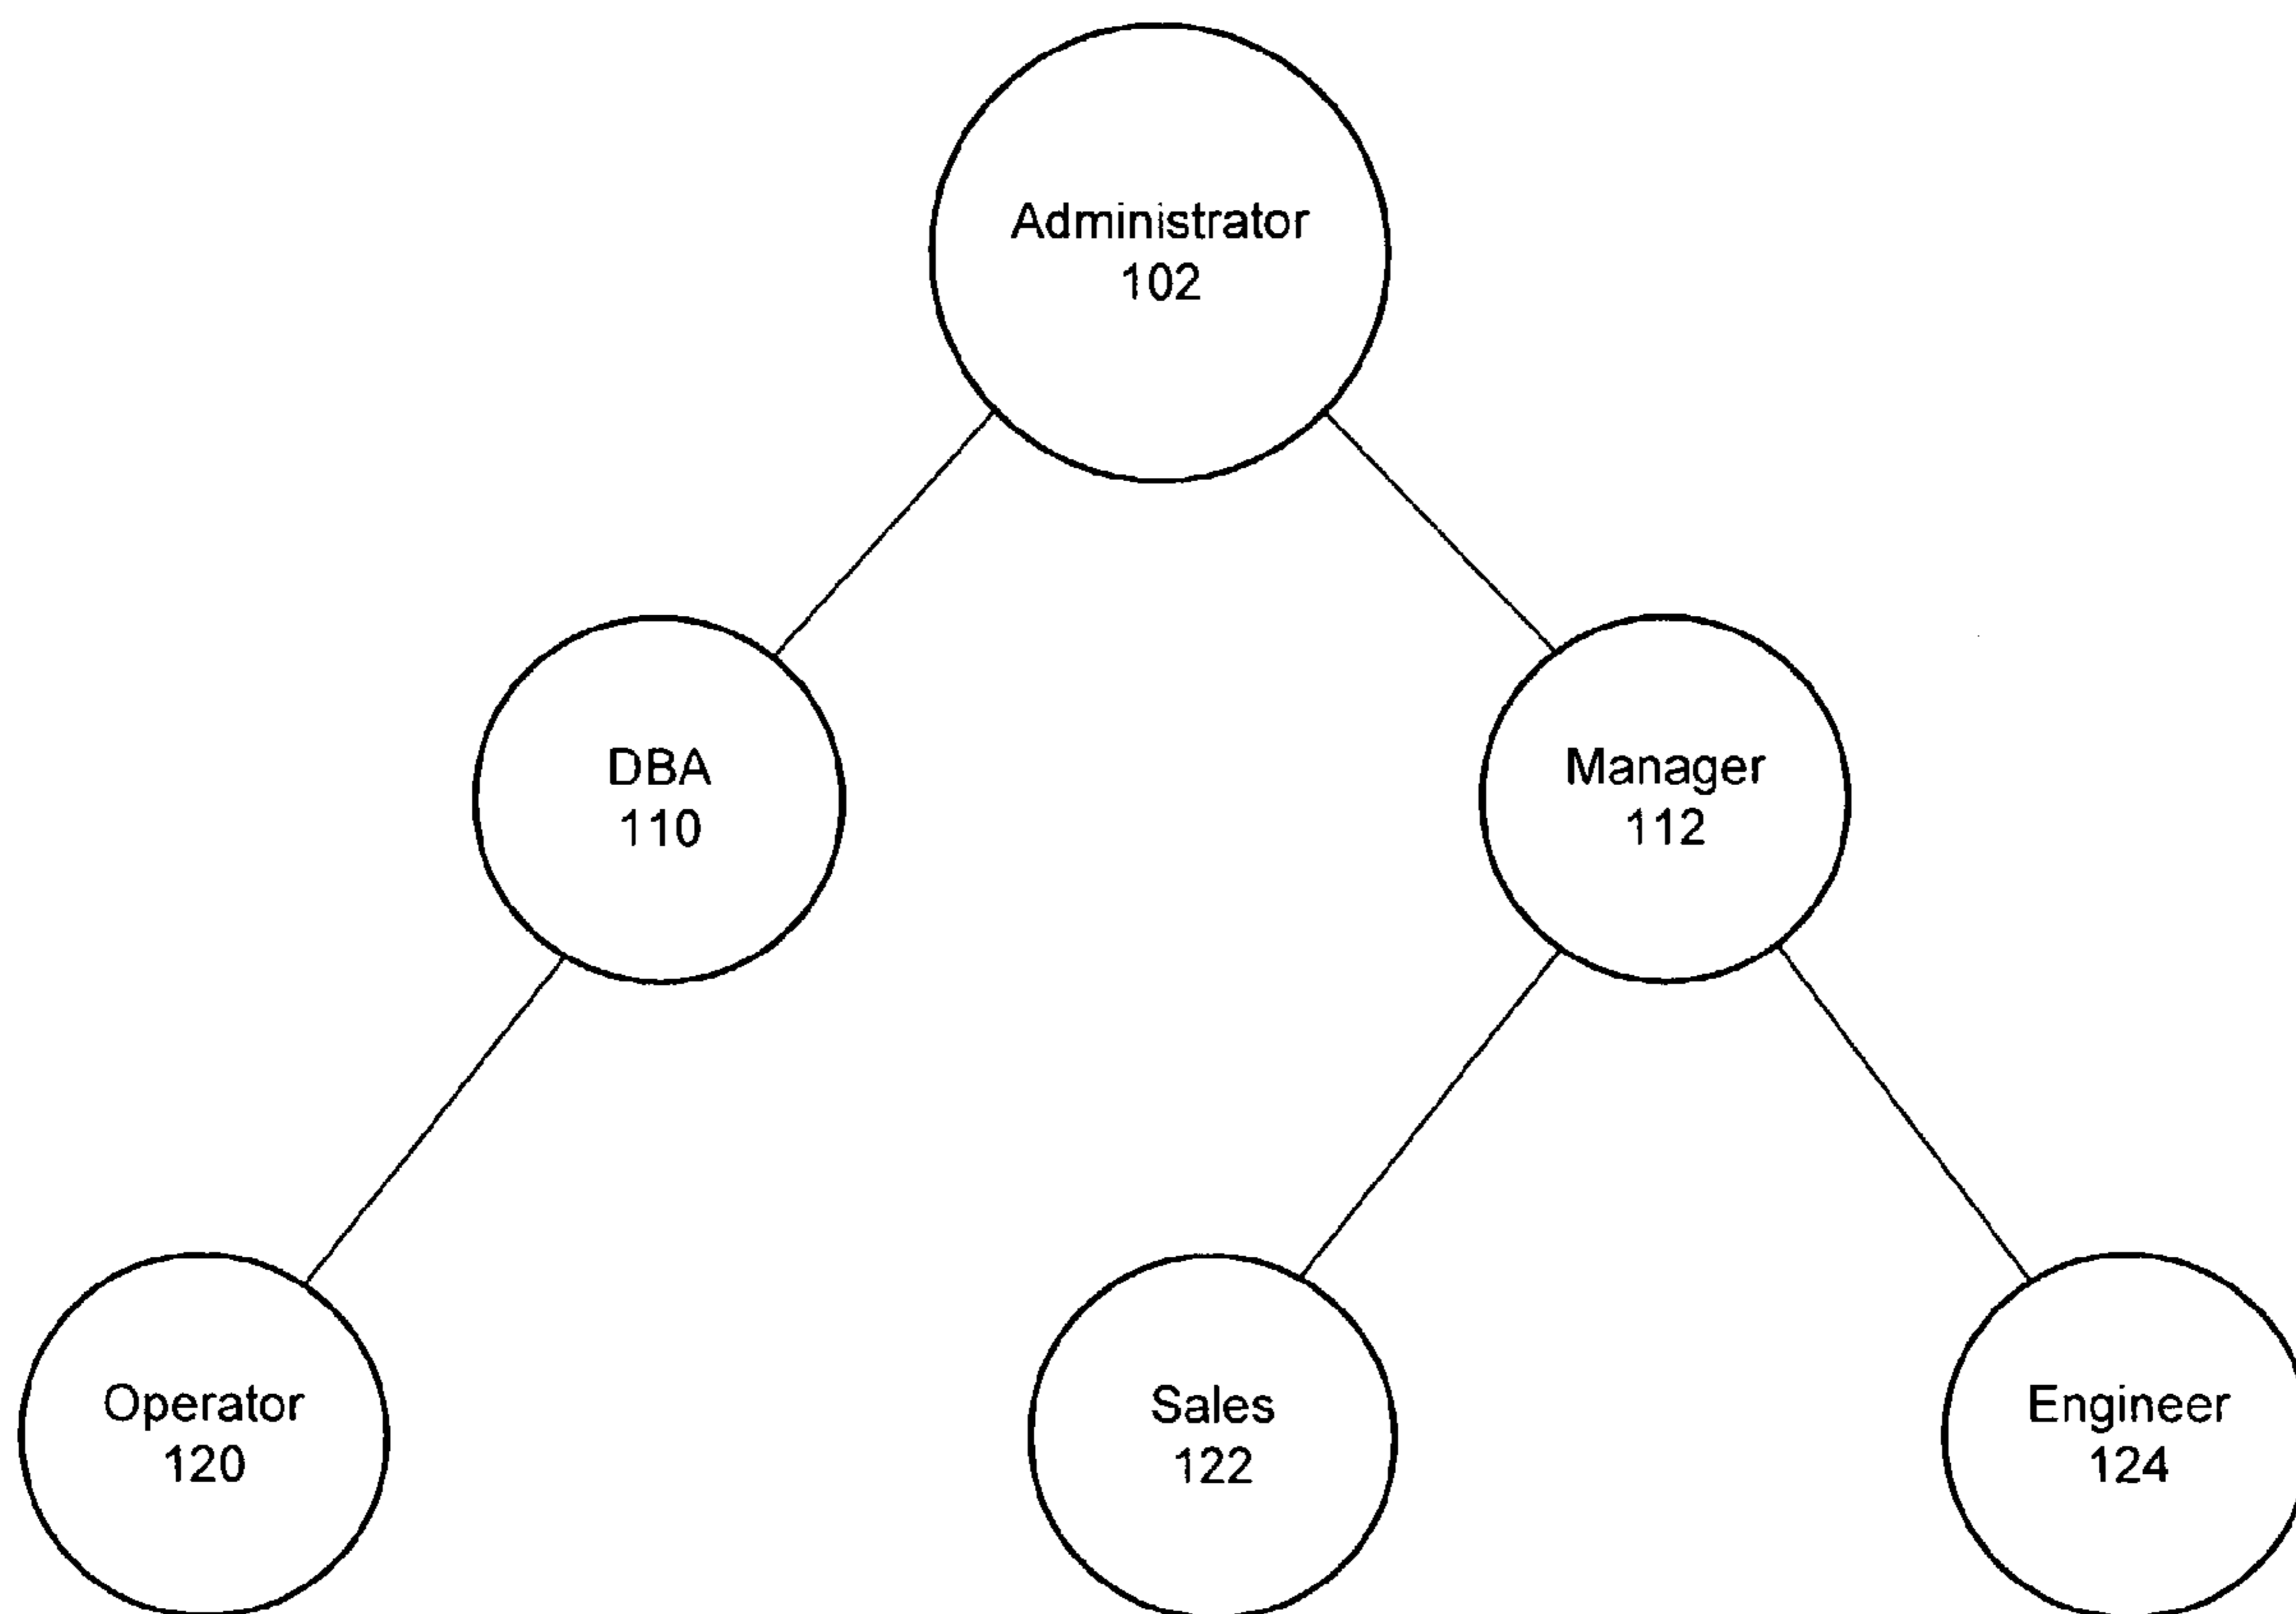 Administrator
102
DBA
110
Manager
112
Operator
120
Sales
122
Engineer
124